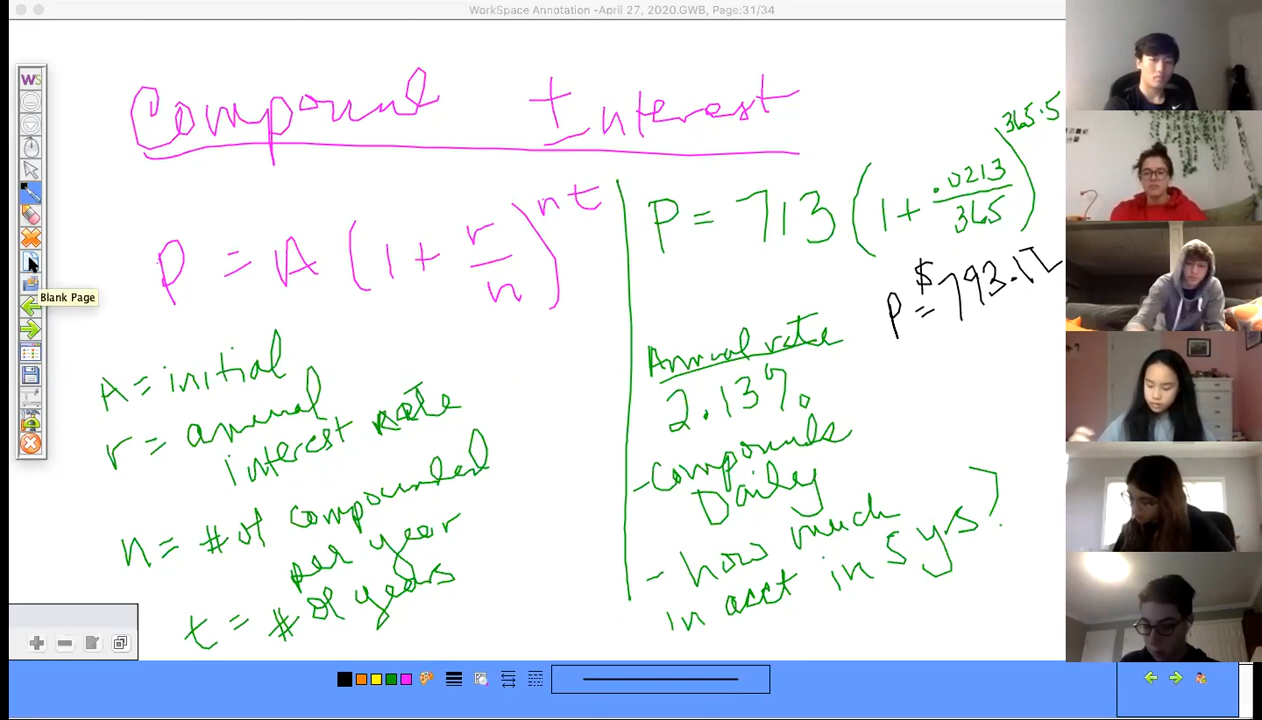 WorkSpace Annotation -April 27, 2020.GWB, Page:31/34
WS
Blank Page
Compound Interest
P = A (1 + r/n)^nt
A = initial
r = annual
interest rate
n = # of compounded
per year
t = # of years
P = 713 (1 + .0213/365)^365·5
P = $793.12
Annual rate
2.13%
- Compounds
Daily
- how much
in acct in 5 yrs?